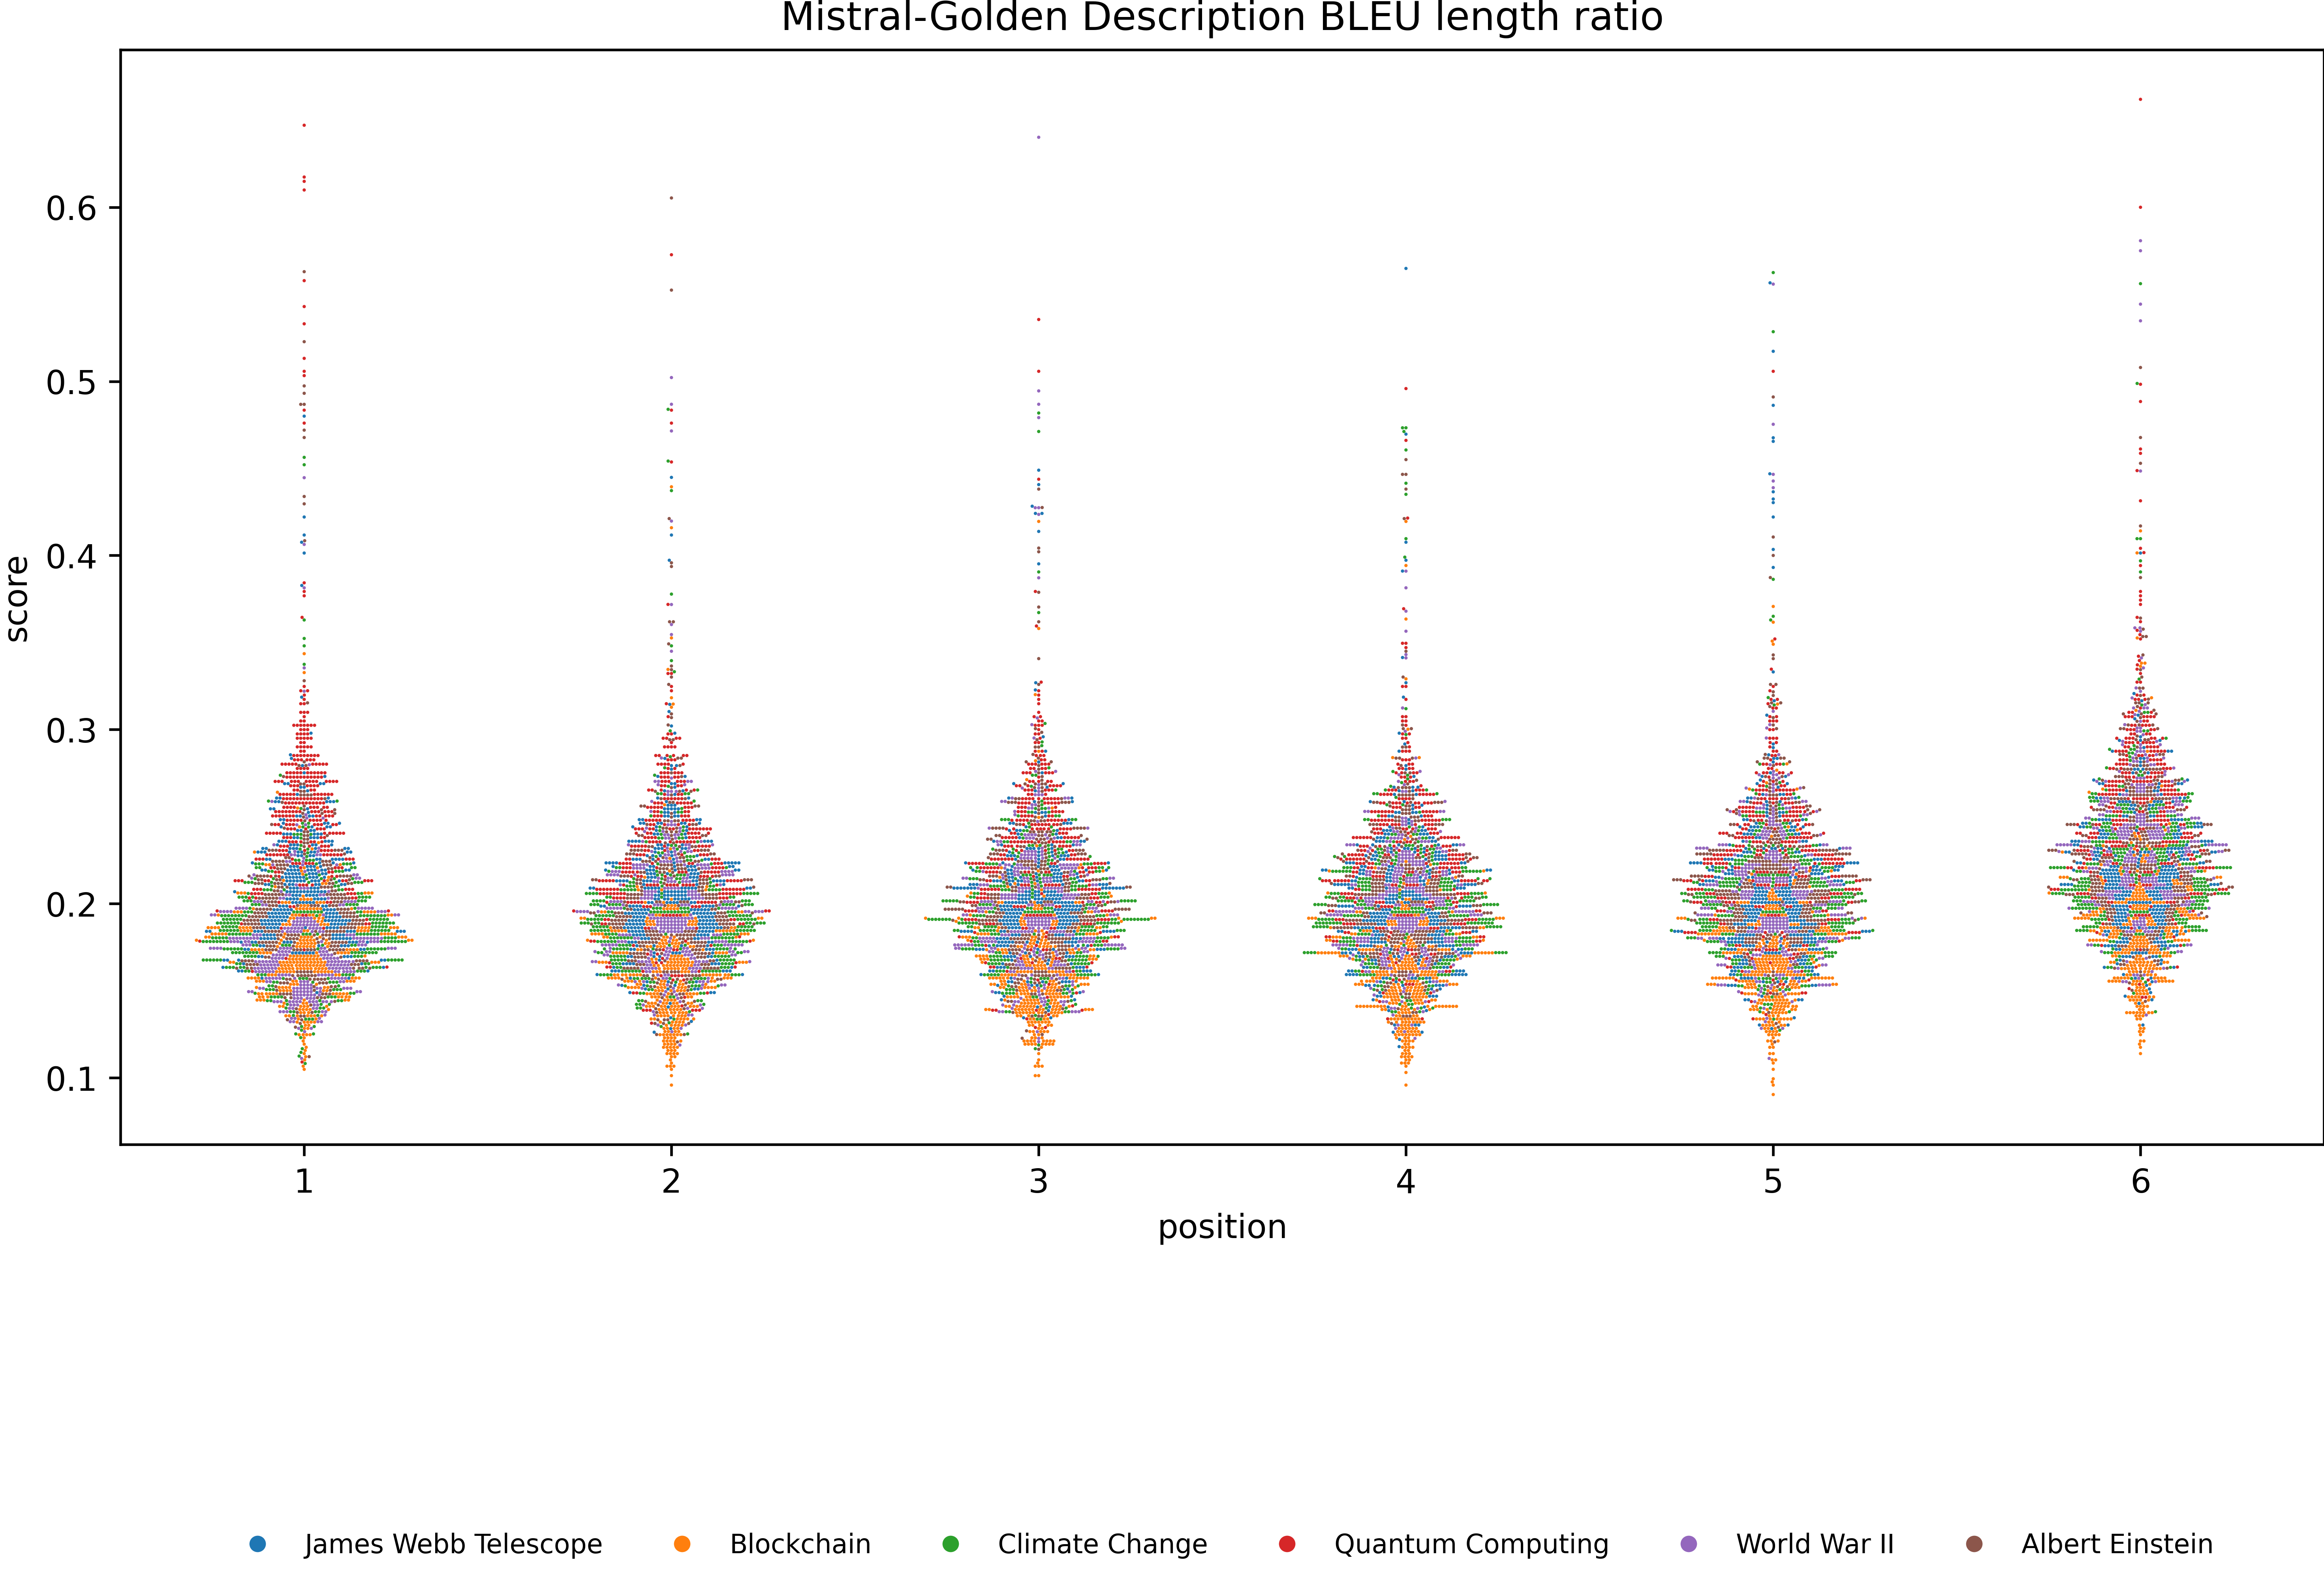 Mistral-Golden Description BLEU length ratio
score
0.6
0.5
0.4
0.3
0.2
0.1
1 2 3 4 5 6
position
James Webb Telescope Blockchain Climate Change Quantum Computing World War II Albert Einstein